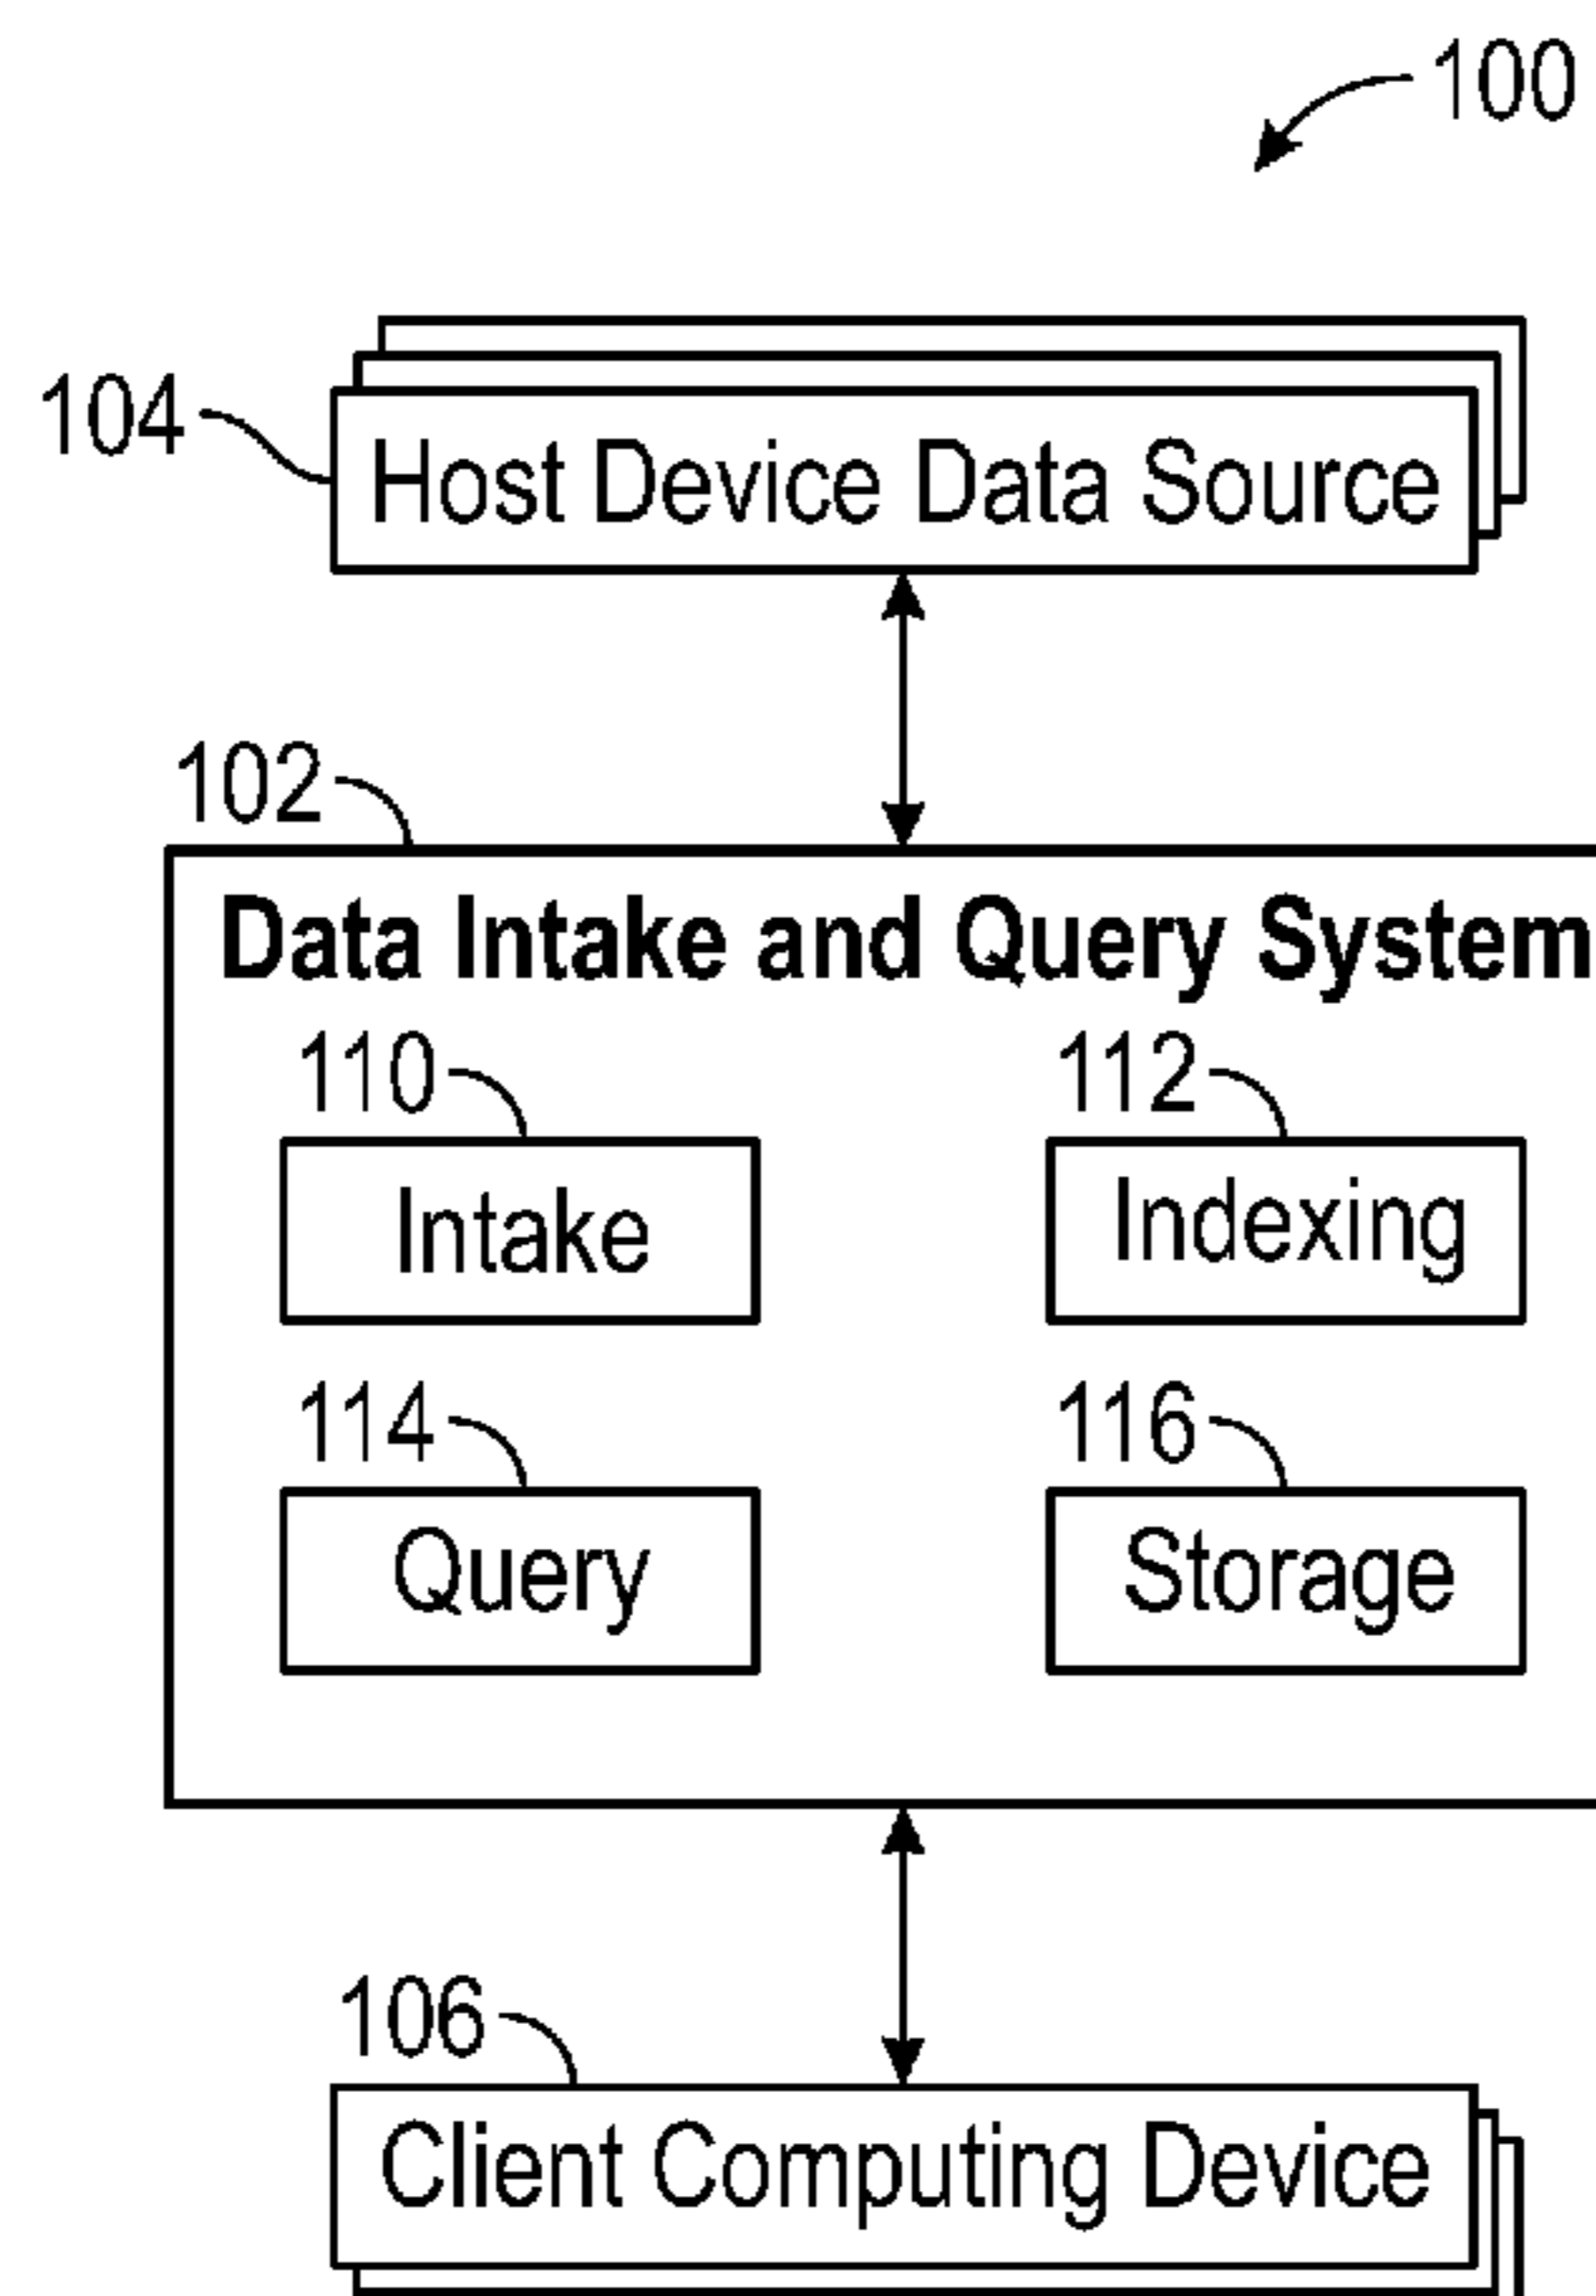 100
104
Host Device Data Source
102
Data Intake and Query System
110
112
Intake
Indexing
114
116
Query
Storage
106
Client Computing Device